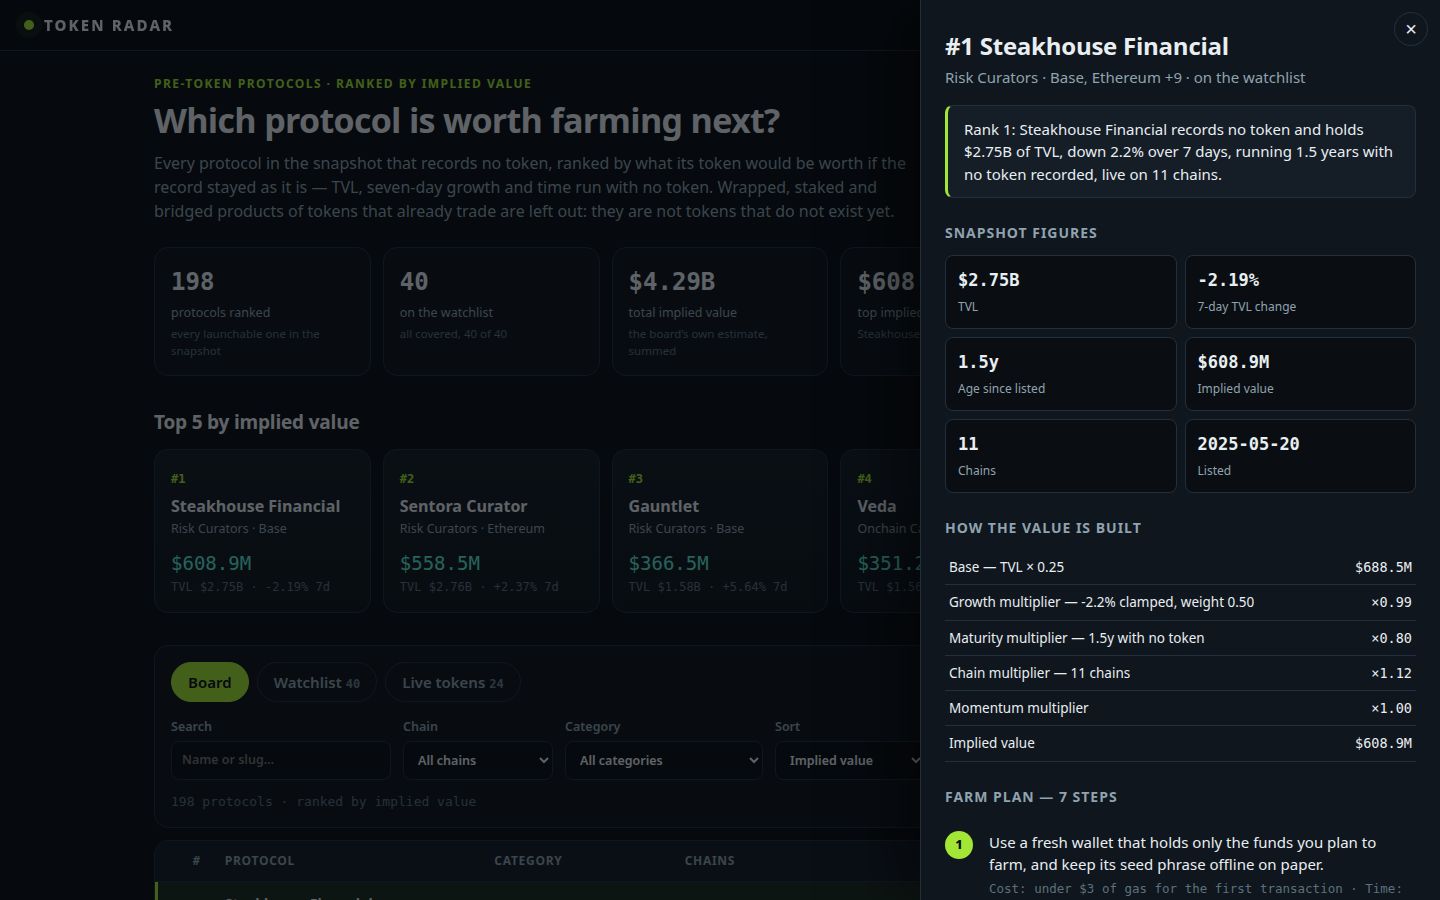 TOKEN RADAR
PRE-TOKEN PROTOCOLS · RANKED BY IMPLIED VALUE
Which protocol is worth farming next?
Every protocol in the snapshot that records no token, ranked by what its token would be worth if the
record stayed as it is — TVL, seven-day growth and time run with no token. Wrapped, staked and
bridged products of tokens that already trade are left out: they are not tokens that do not exist yet.
198
protocols ranked
every launchable one in the
snapshot
40
on the watchlist
all covered, 40 of 40
$4.29B
total implied value
the board's own estimate,
summed
$608
top implied
Steakhouse
Top 5 by implied value
#1
Steakhouse Financial
Risk Curators · Base
$608.9M
TVL $2.75B · -2.19% 7d
#2
Sentora Curator
Risk Curators · Ethereum
$558.5M
TVL $2.76B · +2.37% 7d
#3
Gauntlet
Risk Curators · Base
$366.5M
TVL $1.58B · +5.64% 7d
#4
Veda
Onchain
$351.2
TVL $1.56
Board
Watchlist 40
Live tokens 24
Search
Chain
Category
Sort
Name or slug...
All chains
All categories
Implied value
198 protocols · ranked by implied value
# PROTOCOL CATEGORY CHAINS
#1 Steakhouse Financial
Risk Curators · Base, Ethereum +9 · on the watchlist
✕
Rank 1: Steakhouse Financial records no token and holds
$2.75B of TVL, down 2.2% over 7 days, running 1.5 years with
no token recorded, live on 11 chains.
SNAPSHOT FIGURES
$2.75B
TVL
-2.19%
7-day TVL change
1.5y
Age since listed
$608.9M
Implied value
11
Chains
2025-05-20
Listed
HOW THE VALUE IS BUILT
Base — TVL × 0.25 $688.5M
Growth multiplier — -2.2% clamped, weight 0.50 ×0.99
Maturity multiplier — 1.5y with no token ×0.80
Chain multiplier — 11 chains ×1.12
Momentum multiplier ×1.00
Implied value $608.9M
FARM PLAN — 7 STEPS
1
Use a fresh wallet that holds only the funds you plan to
farm, and keep its seed phrase offline on paper.
Cost: under $3 of gas for the first transaction · Time: